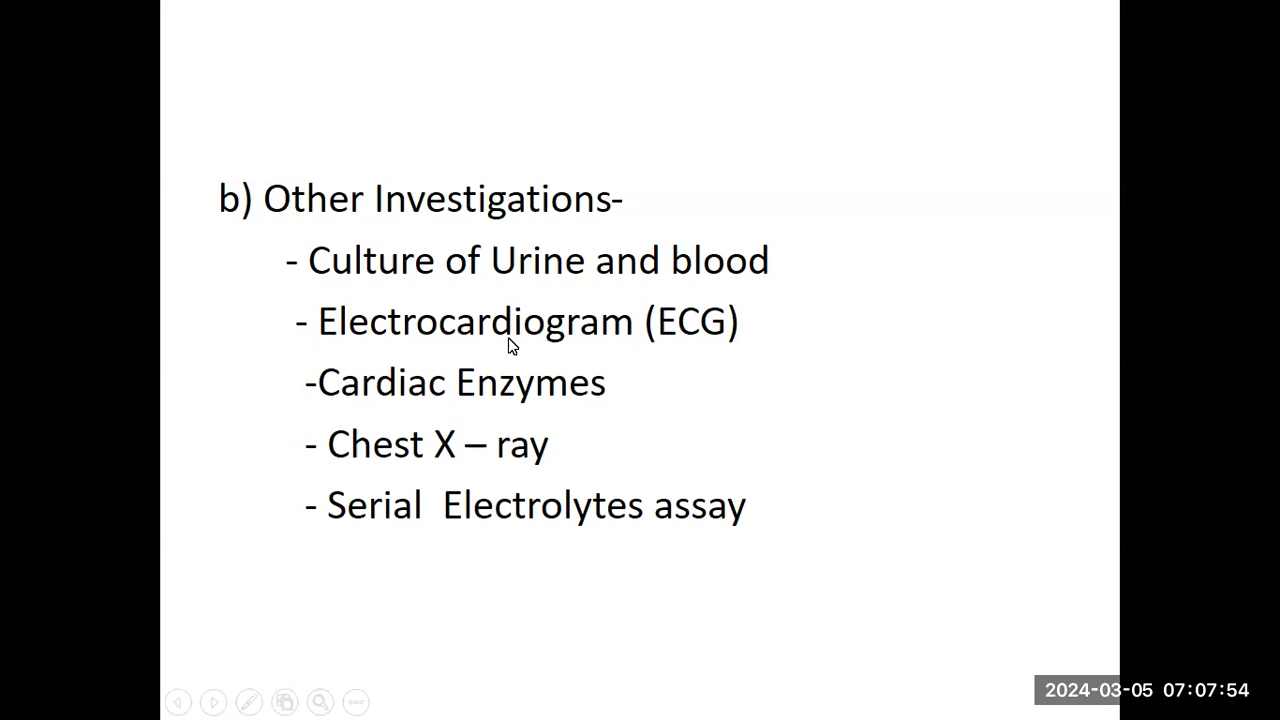 b) Other Investigations-
- Culture of Urine and blood
- Electrocardiogram (ECG)
-Cardiac Enzymes
- Chest X – ray
- Serial  Electrolytes assay
2024-03-05 07:07:54